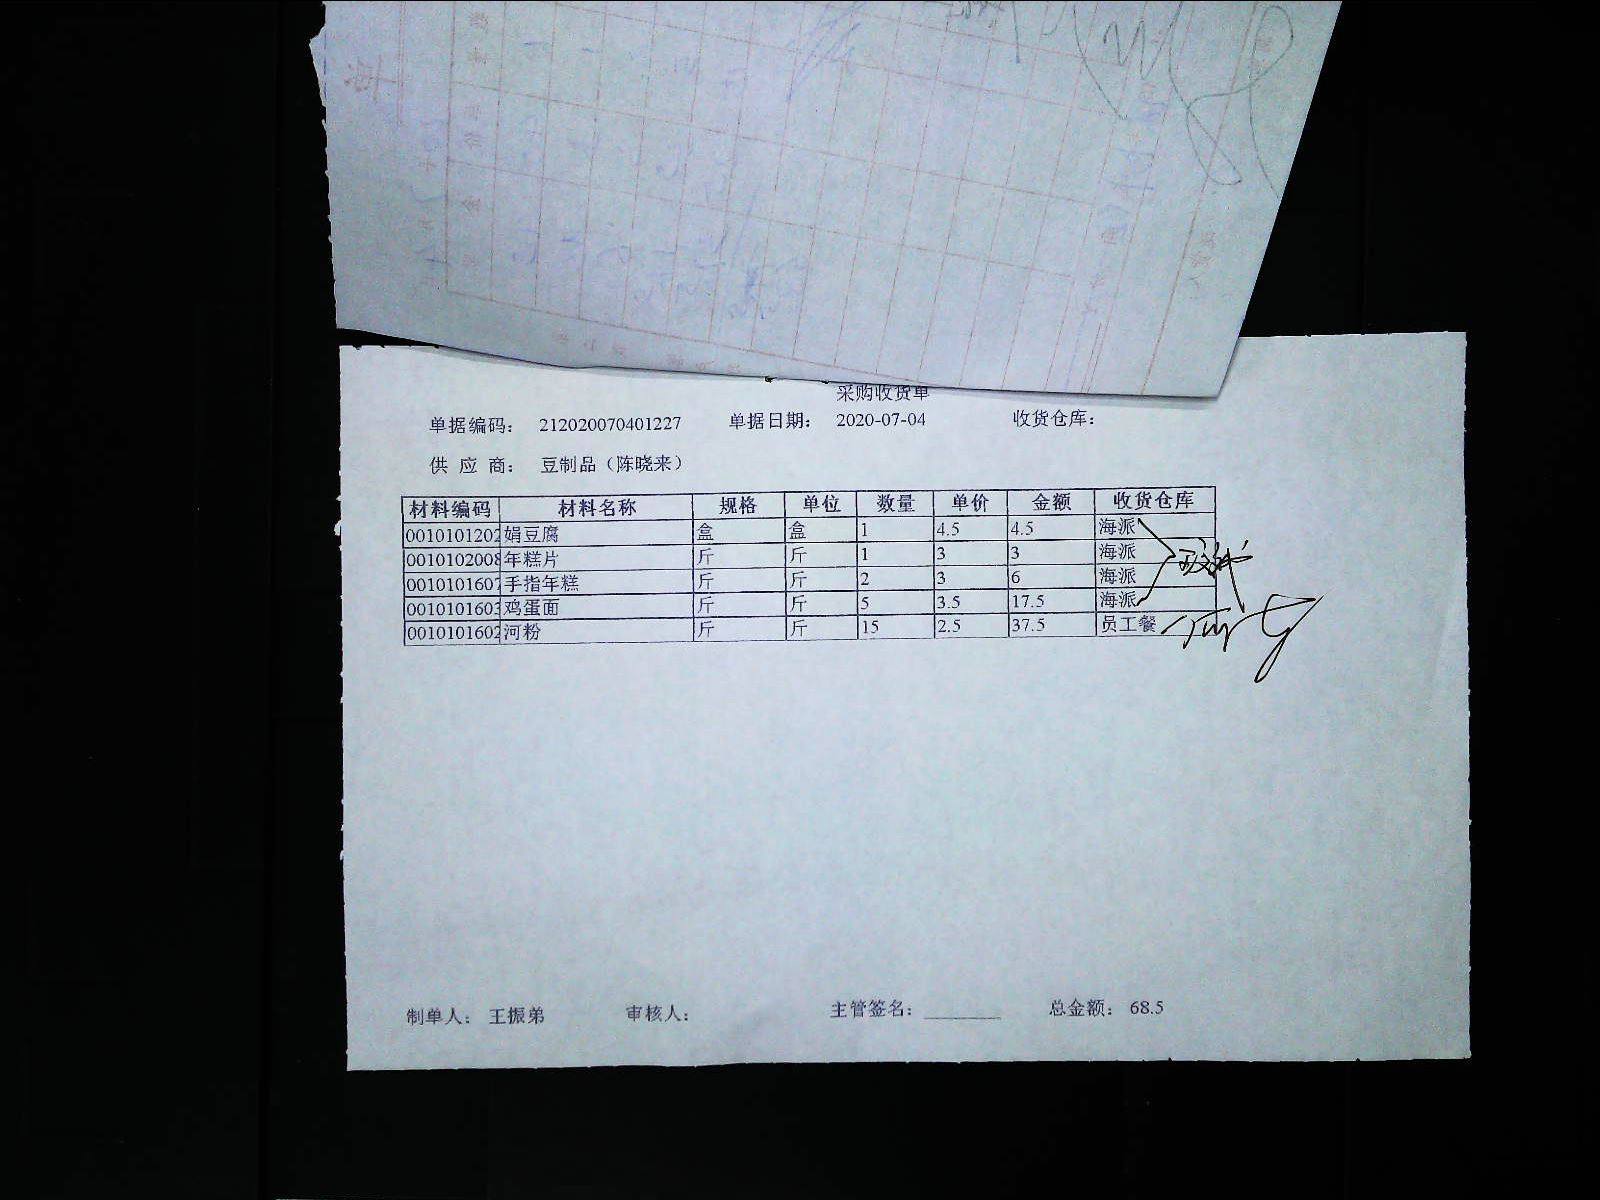 采购收货单
单据编码： 212020070401227 单据日期： 2020-07-04 收货仓库：
供 应 商： 豆制品（陈晓来）
材料编码 材料名称 规格 单位 数量 单价 金额 收货仓库
0010101202 娟豆腐 盒 盒 1 4.5 4.5 海派
0010102008 年糕片 斤 斤 1 3 3 海派
0010101607 手指年糕 斤 斤 2 3 6 海派
0010101603 鸡蛋面 斤 斤 5 3.5 17.5 海派
0010101602 河粉 斤 斤 15 2.5 37.5 员工餐
制单人： 王振弟 审核人： 主管签名： 总金额： 68.5